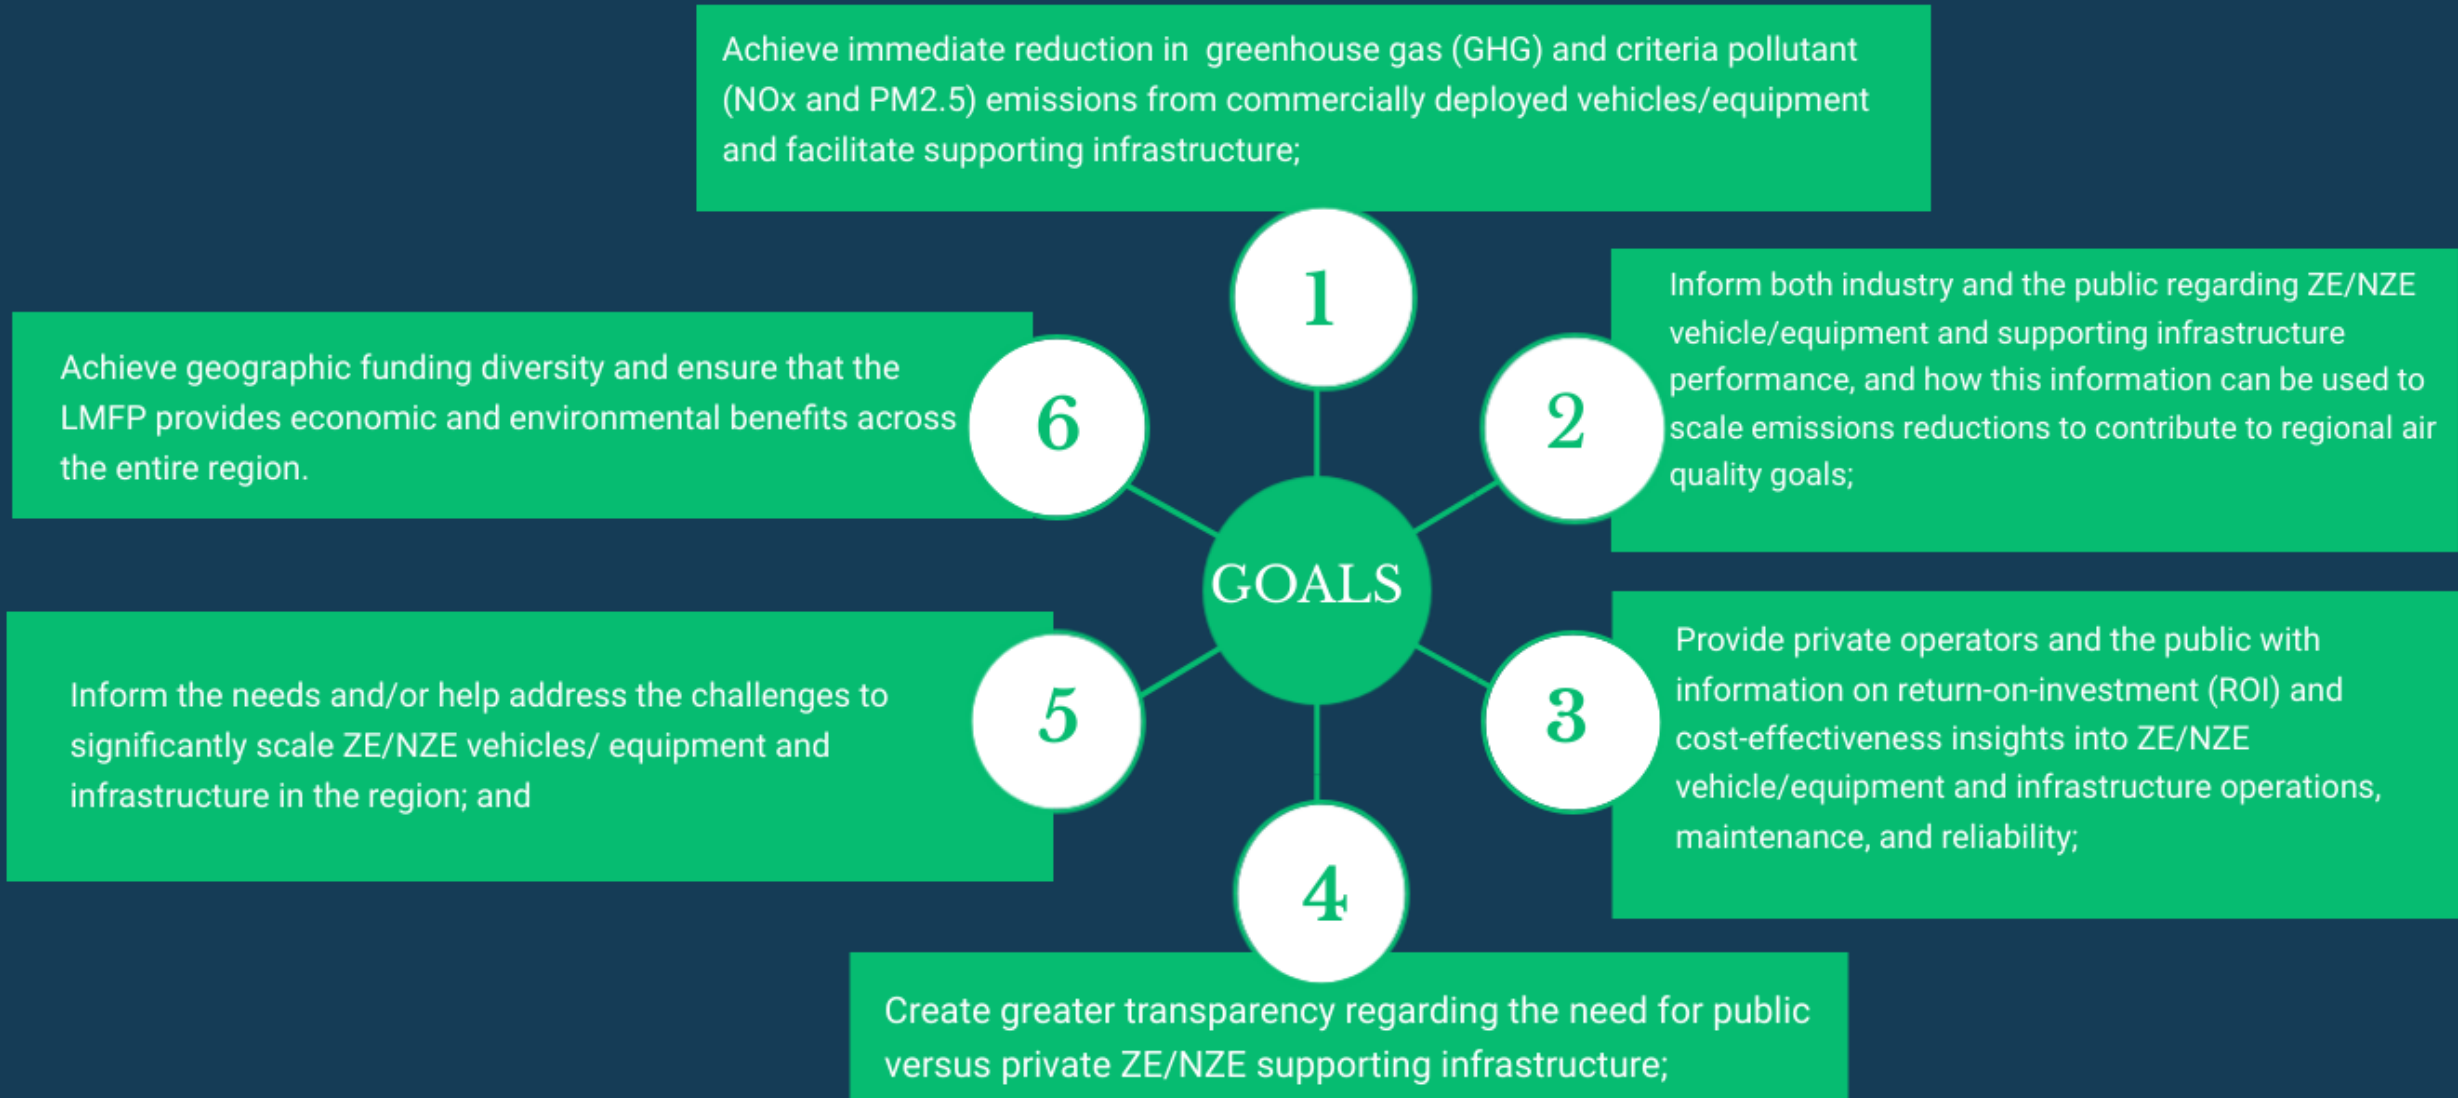 Achieve immediate reduction in greenhouse gas (GHG) and criteria pollutant
(NOx and PM2.5) emissions from commercially deployed vehicles/equipment
and facilitate supporting infrastructure;
1
Inform both industry and the public regarding ZE/NZE
vehicle/equipment and supporting infrastructure
performance, and how this information can be used to
scale emissions reductions to contribute to regional air
quality goals;
2
Provide private operators and the public with
information on return-on-investment (ROI) and
cost-effectiveness insights into ZE/NZE
vehicle/equipment and infrastructure operations,
maintenance, and reliability;
3
4
Create greater transparency regarding the need for public
versus private ZE/NZE supporting infrastructure;
5
Inform the needs and/or help address the challenges to
significantly scale ZE/NZE vehicles/ equipment and
infrastructure in the region; and
6
Achieve geographic funding diversity and ensure that the
LMFP provides economic and environmental benefits across
the entire region.
GOALS